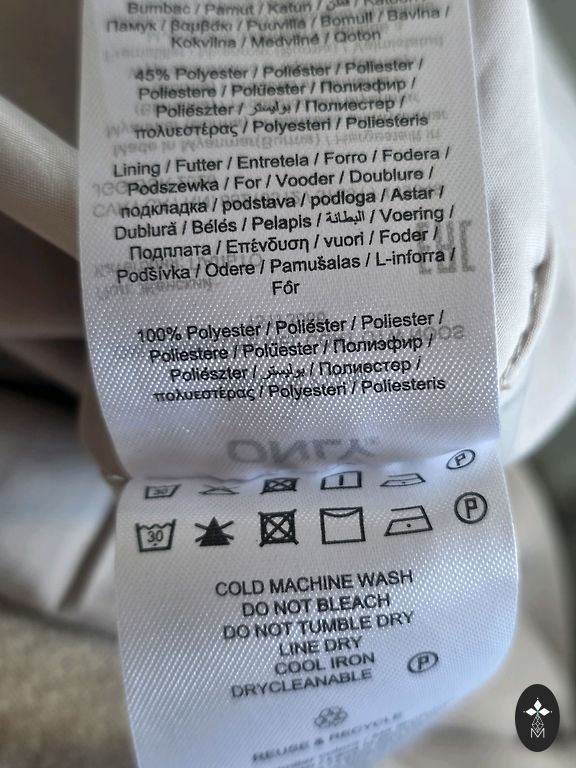 Bumbac / Pamut / Katun /
Памук / βαμβάκι / Puuvilla / Bomull / Bavlna /
Kokvilna / Medvilnė / Qoton
45% Polyester / Poliéster / Poliester /
Poliestere / Polüester / Полиэфир /
Poliészter / بوليستر / Полиестер /
πολυεστέρας / Polyesteri / Poliesteris
Lining / Futter / Entretela / Forro / Fodera /
Podszewka / For / Vooder / Doublure /
подкладка / podstava / podloga / Astar /
Dublură / Bélés / Pelapis / البطانة / Voering /
Подплата / Επένδυση / vuori / Foder /
Podšívka / Odere / Pamušalas / L-inforra /
Fôr
100% Polyester / Poliéster / Poliester /
Poliestere / Polüester / Полиэфир /
Poliészter / بوليستر / Полиестер /
πολυεστέρας / Polyesteri / Poliesteris
ONLY
P
30
P
COLD MACHINE WASH
DO NOT BLEACH
DO NOT TUMBLE DRY
LINE DRY
COOL IRON
DRYCLEANABLE P
REUSE & RECYCLE